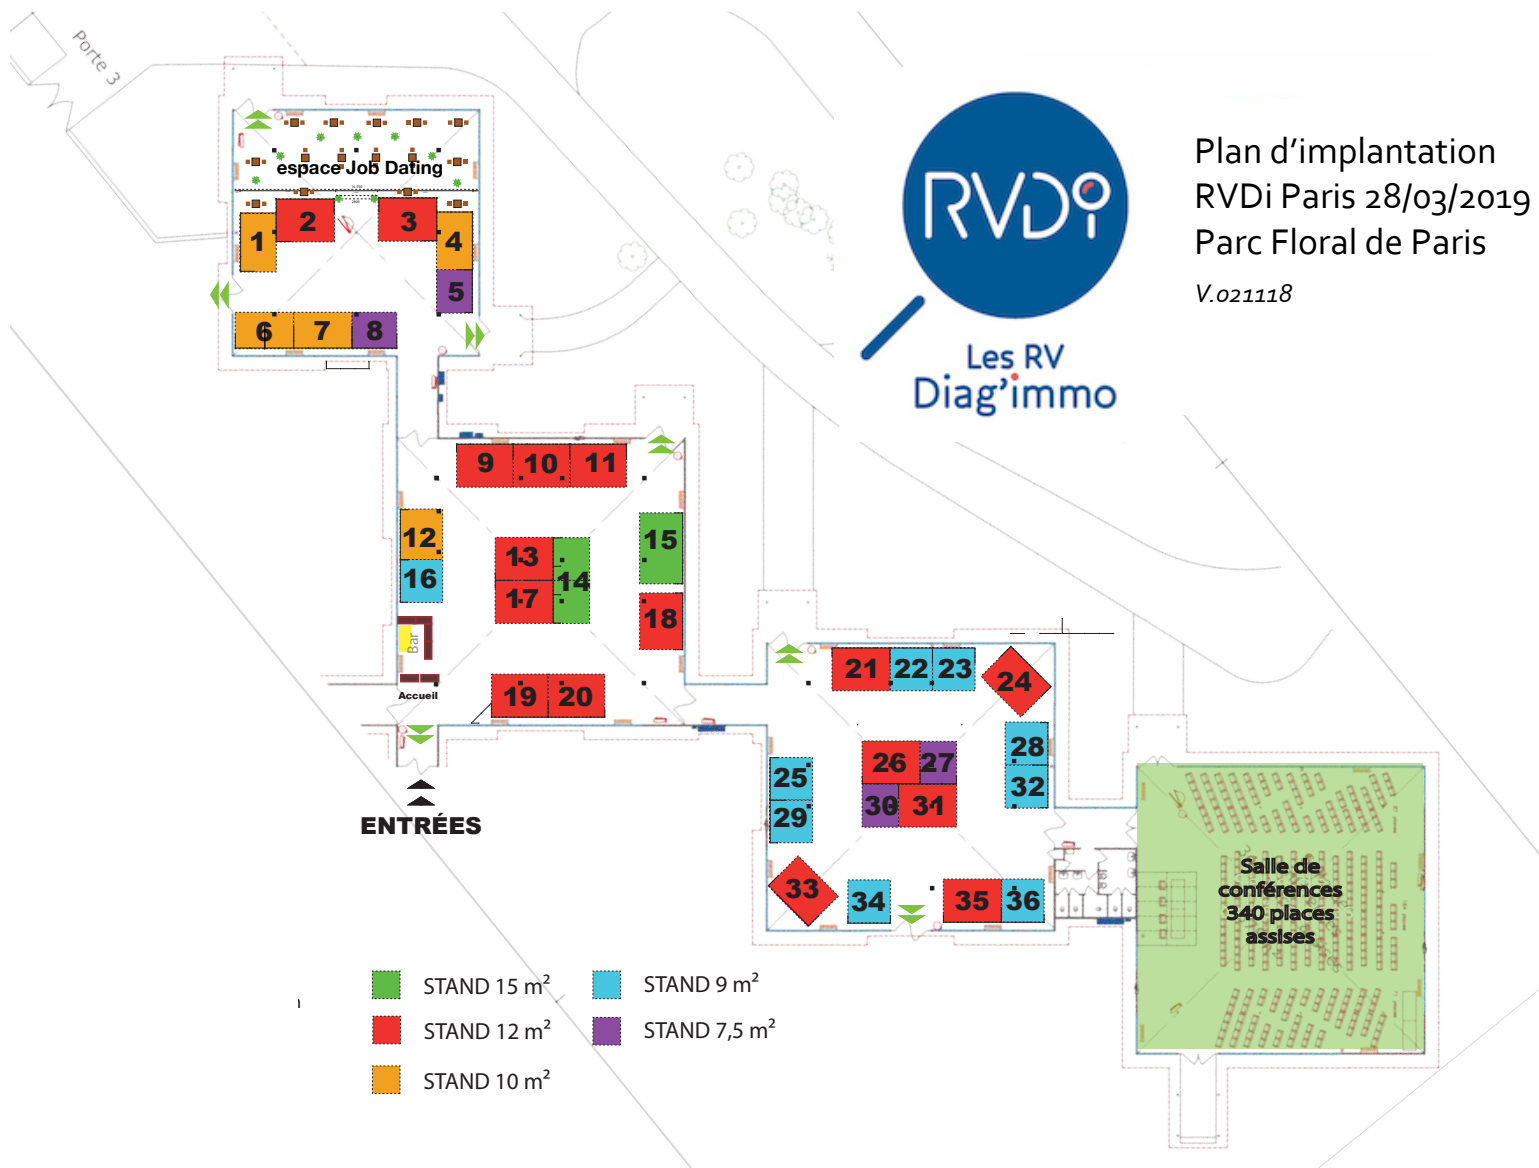 Porte 3
espace Job Dating
1
2
3
4
5
6
7
8
RVDi
Les RV
Diag'immo
Plan d'implantation
RVDi Paris 28/03/2019
Parc Floral de Paris
V.021118
9
10
11
12
16
13
14
17
15
18
Bar
Accueil
19
20
ENTRÉES
21
22
23
24
25
29
26
27
30
31
28
32
33
34
35
36
Salle de
conférences
340 places
assises
STAND 15 m²
STAND 12 m²
STAND 10 m²
STAND 9 m²
STAND 7,5 m²